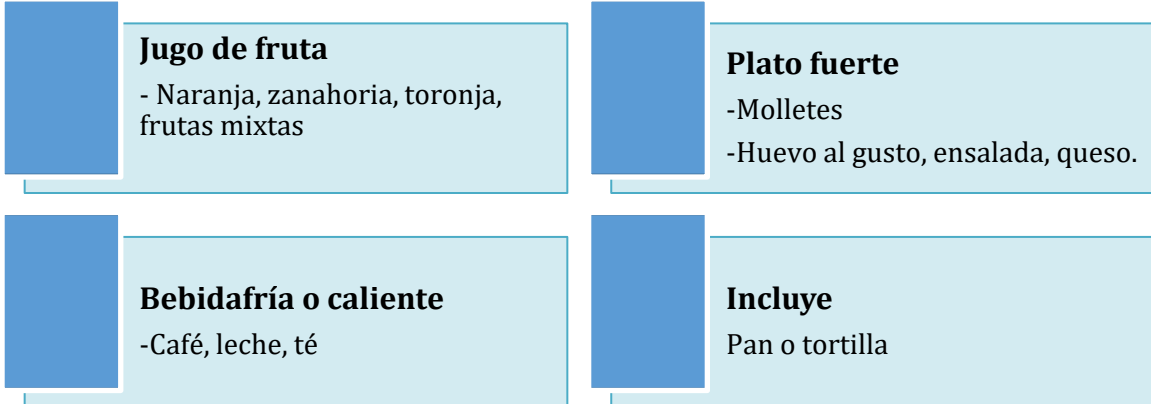 Jugo de fruta
- Naranja, zanahoria, toronja,
frutas mixtas
Plato fuerte
-Molletes
-Huevo al gusto, ensalada, queso.
Bebidafría o caliente
-Café, leche, té
Incluye
Pan o tortilla